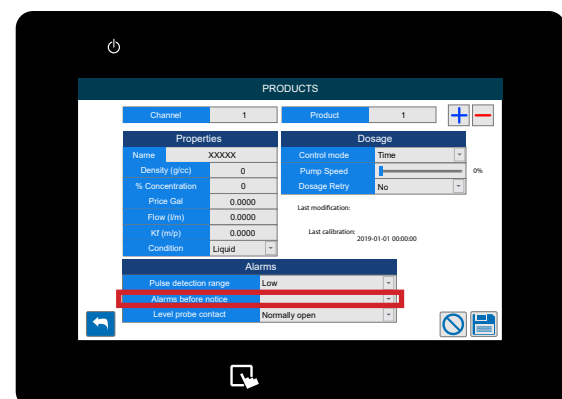 PRODUCTS
Channel 1 Product 1
Properties Dosage
Name XXXXX Control mode Time
Density (g/cc) 0 Pump Speed 0%
% Concentration 0 Dosage Retry No
Price Gal 0.0000
Last modification:
Flow (l/m) 0.0000
Kf (m/p) 0.0000 Last calibration: 2019-01-01 00:00:00
Condition Liquid
Alarms
Pulse detection range Low
Alarms before notice
Level probe contact Normally open